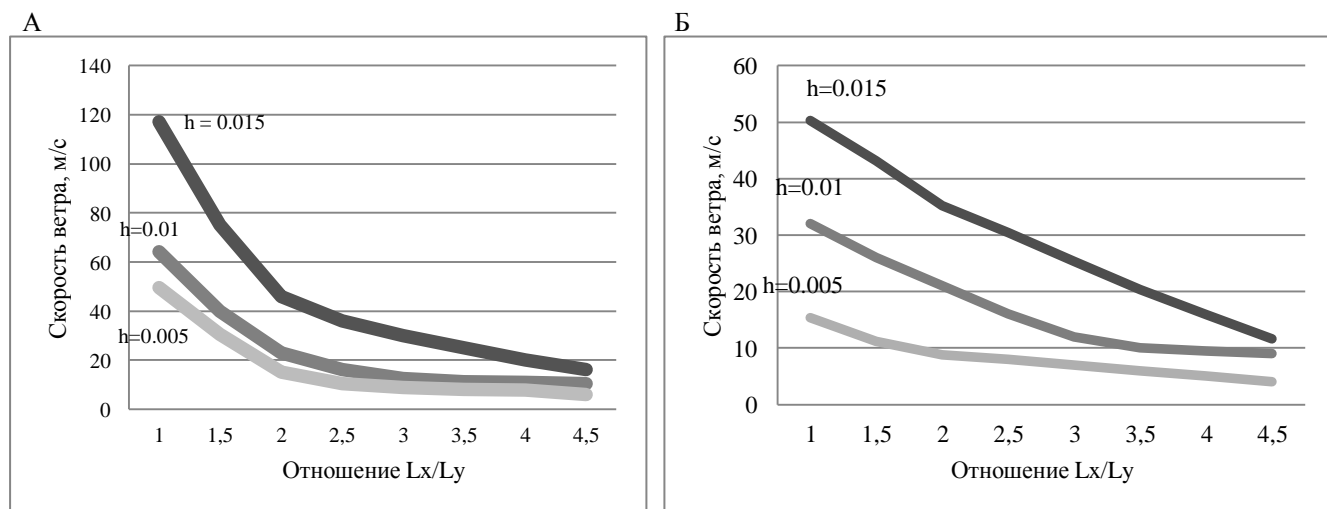 А
Скорость ветра, м/с
140
120
100
80
60
40
20
0
h = 0.015
h=0.01
h=0.005
1 1,5 2 2,5 3 3,5 4 4,5
Отношение Lx/Ly
Б
Скорость ветра, м/с
60
50
40
30
20
10
0
h=0.015
h=0.01
h=0.005
1 1,5 2 2,5 3 3,5 4 4,5
Отношение Lx/Ly